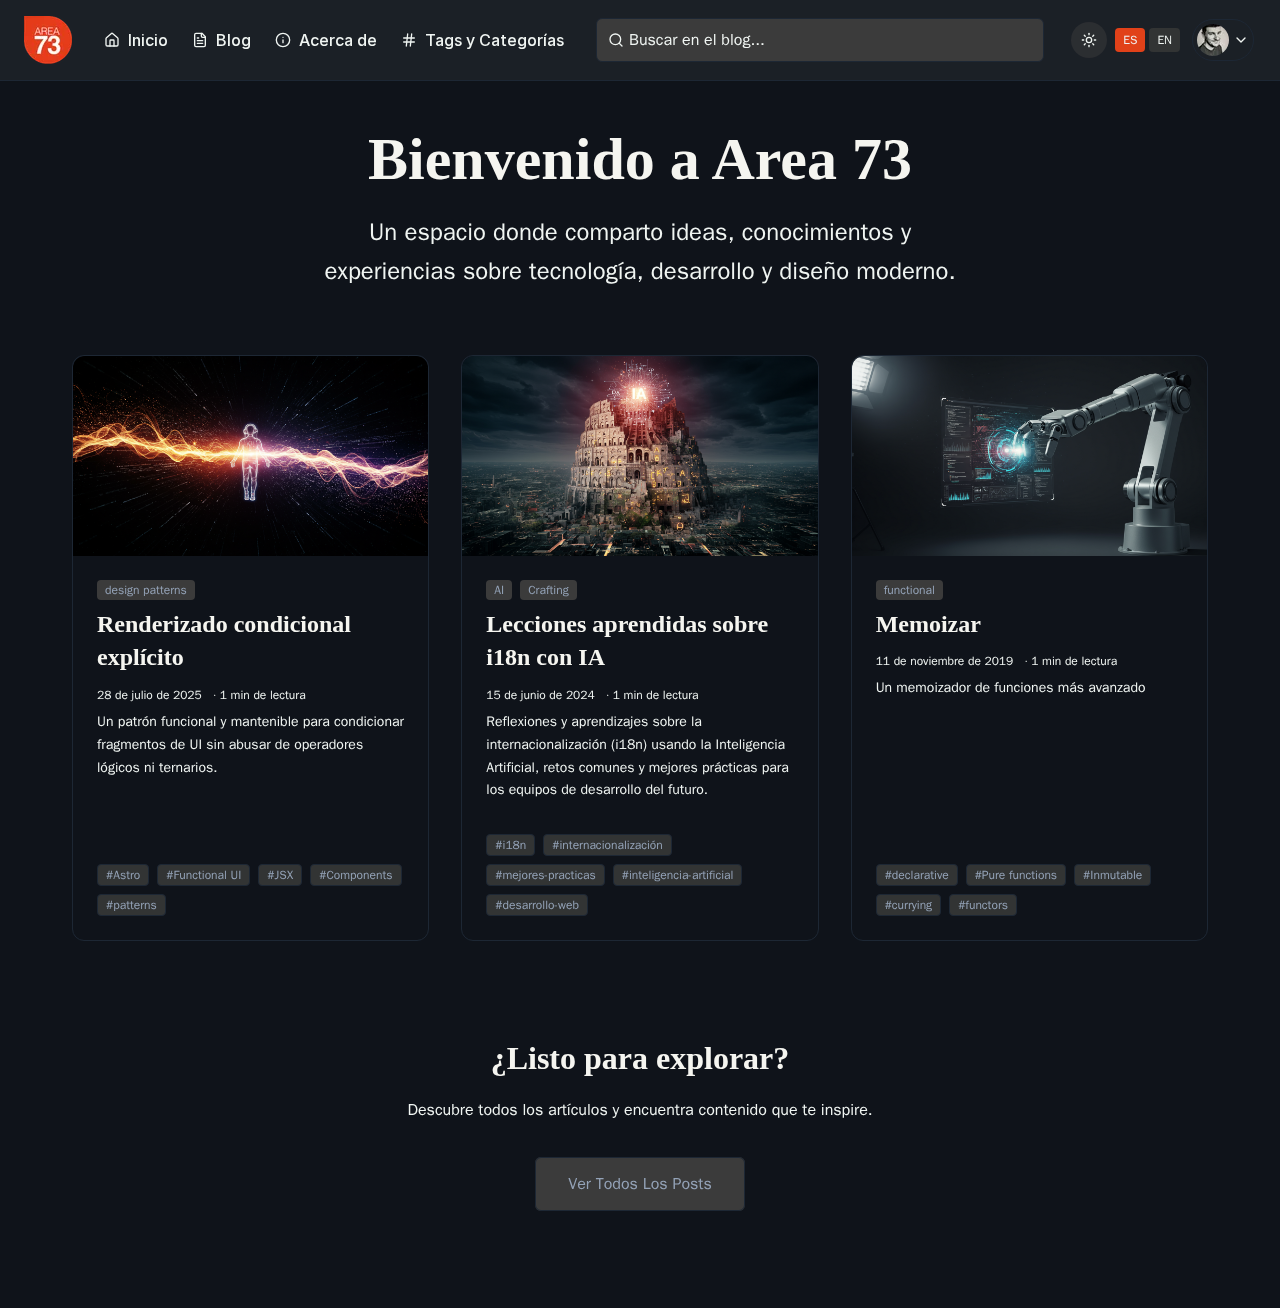 AREA
73
Inicio
Blog
Acerca de
Tags y Categorías
Buscar en el blog...
ES
EN
Bienvenido a Area 73
Un espacio donde comparto ideas, conocimientos y
experiencias sobre tecnología, desarrollo y diseño moderno.
design patterns
Renderizado condicional
explícito
28 de julio de 2025 · 1 min de lectura
Un patrón funcional y mantenible para condicionar
fragmentos de UI sin abusar de operadores
lógicos ni ternarios.
#Astro #Functional UI #JSX #Components
#patterns
IA
AI Crafting
Lecciones aprendidas sobre
i18n con IA
15 de junio de 2024 · 1 min de lectura
Reflexiones y aprendizajes sobre la
internacionalización (i18n) usando la Inteligencia
Artificial, retos comunes y mejores prácticas para
los equipos de desarrollo del futuro.
#i18n #internacionalización
#mejores-practicas #inteligencia-artificial
#desarrollo-web
functional
Memoizar
11 de noviembre de 2019 · 1 min de lectura
Un memoizador de funciones más avanzado
#declarative #Pure functions #Inmutable
#currying #functors
¿Listo para explorar?
Descubre todos los artículos y encuentra contenido que te inspire.
Ver Todos Los Posts